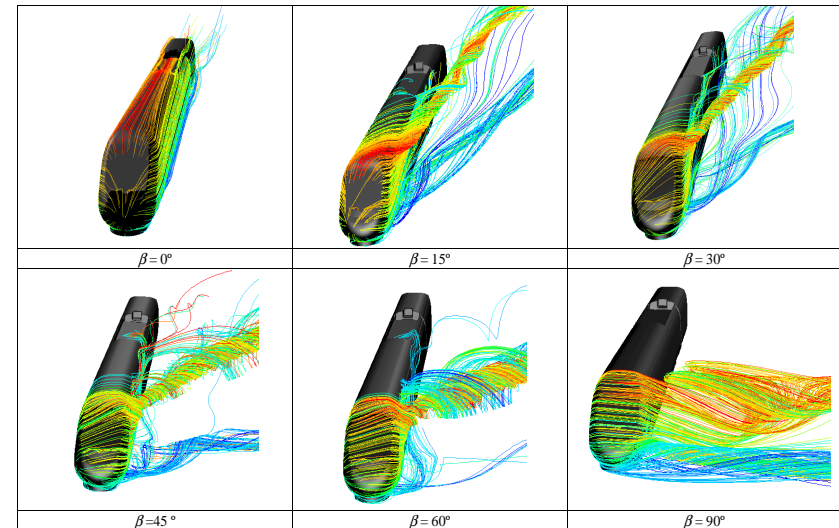 β = 0º
β = 15º
β = 30º
β =45 º
β = 60º
β = 90º